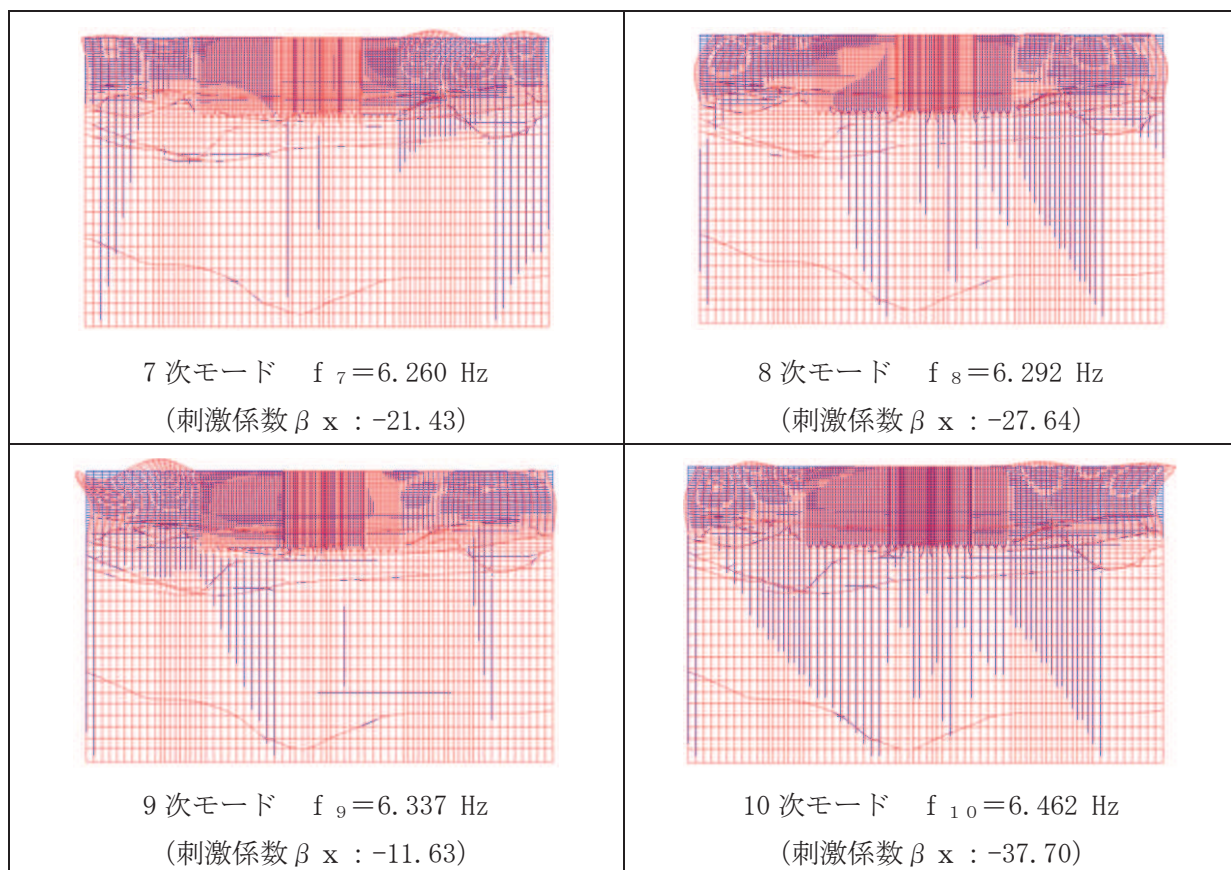 7 次モード f ₇＝6.260 Hz
(刺激係数β x : -21.43)
8 次モード f ₈＝6.292 Hz
(刺激係数β x : -27.64)
9 次モード f ₉＝6.337 Hz
(刺激係数β x : -11.63)
10 次モード f ₁₀＝6.462 Hz
(刺激係数β x : -37.70)